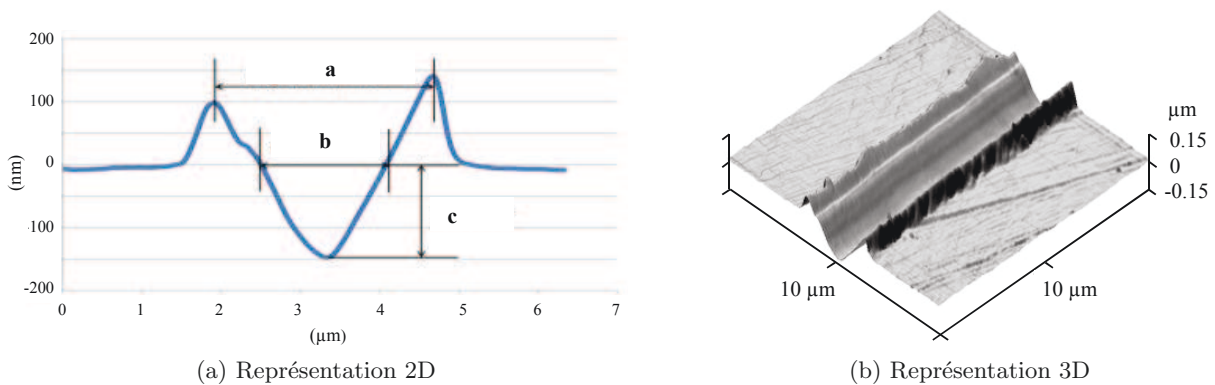 200
100
0
-100
-200
(nm)
a
b
c
0 1 2 3 4 5 6 7
(µm)
(a) Représentation 2D
µm
0.15
0
-0.15
10 µm
10 µm
(b) Représentation 3D